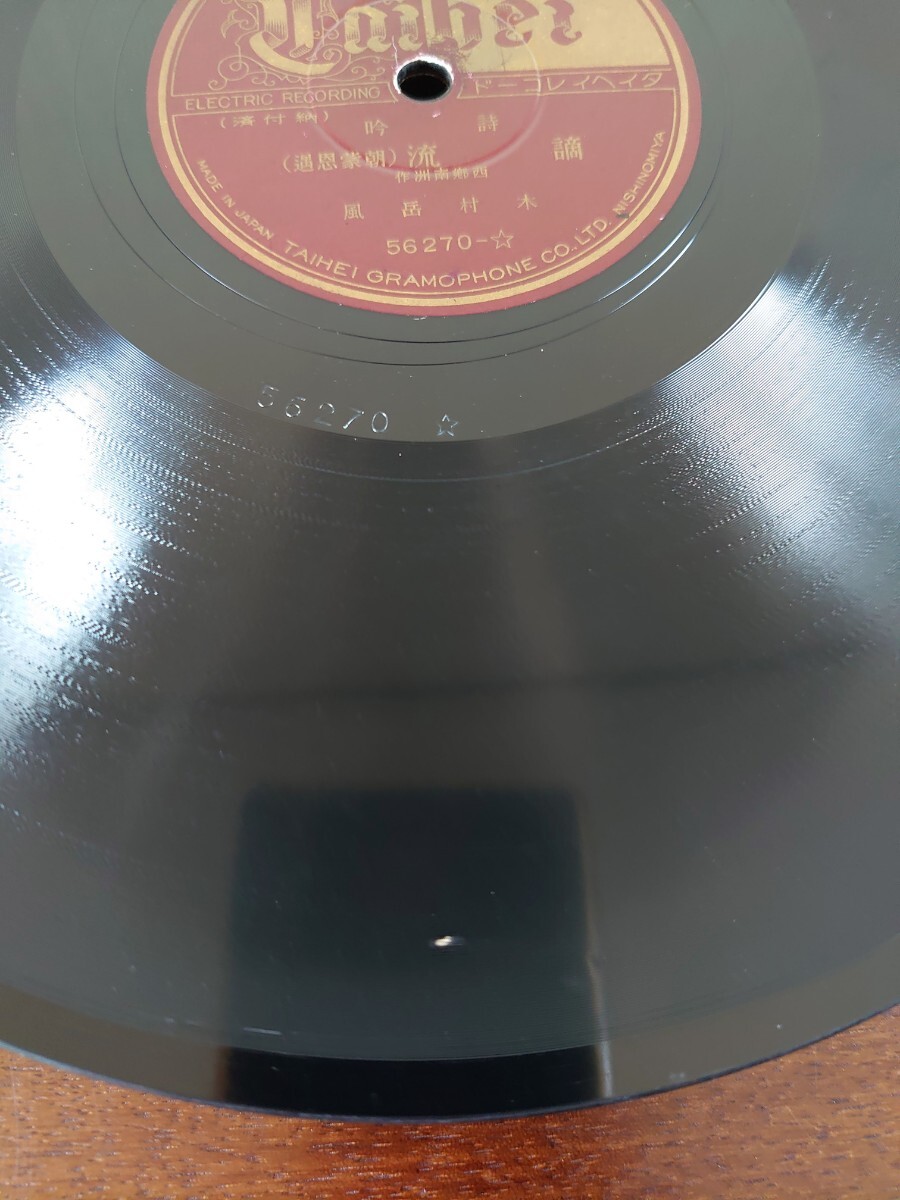 Taihei
ELECTRIC RECORDING
ドーコレイヘイタ
(済付納)
吟 詩
(遇恩蒙朝) 流 謫
作洲南郷西
風 岳 村 木
56270-☆
MADE IN JAPAN TAIHEI GRAMOPHONE CO., LTD. NISHINOMIYA
56270 ☆